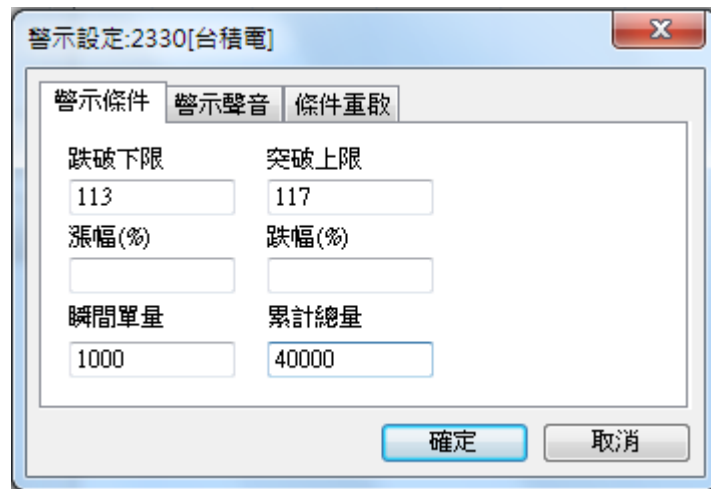 警示設定:2330[台積電]
警示條件 警示聲音 條件重啟
跌破下限 突破上限
113 117
漲幅(%) 跌幅(%)
瞬間單量 累計總量
1000 40000
確定 取消